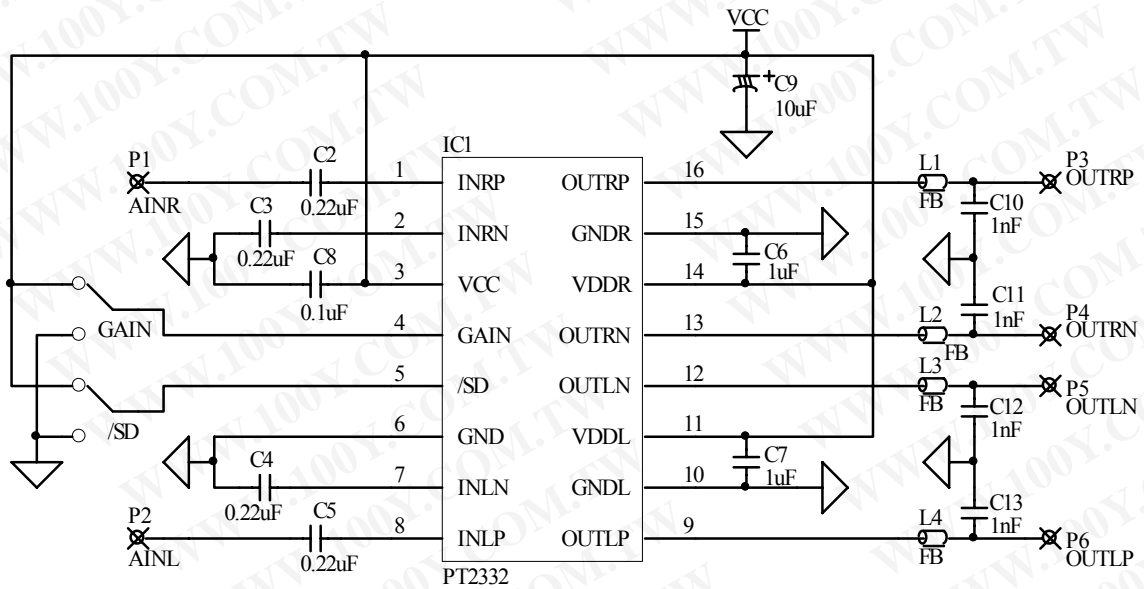 VCC
C9
10uF
IC1
P1
AINR
C2
0.22uF
C3
0.22uF
C8
0.1uF
GAIN
/SD
C4
0.22uF
P2
AINL
C5
0.22uF
1 INRP
2 INRN
3 VCC
4 GAIN
5 /SD
6 GND
7 INLN
8 INLP
OUTRP 16
GNDR 15
VDDR 14
OUTRN 13
OUTLN 12
VDDL 11
GNDL 10
OUTLP 9
PT2332
C6
1uF
C7
1uF
L1
FB
L2
FB
L3
FB
L4
FB
C10
1nF
C11
1nF
C12
1nF
C13
1nF
P3
OUTRP
P4
OUTRN
P5
OUTLN
P6
OUTLP
WWW.100Y.COM.TW